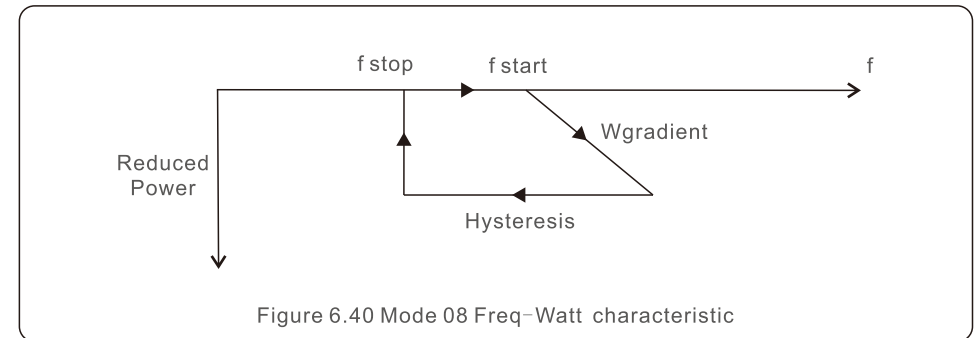 f stop
f start
f
Wgradient
Reduced
Power
Hysteresis
Figure 6.40 Mode 08 Freq-Watt characteristic